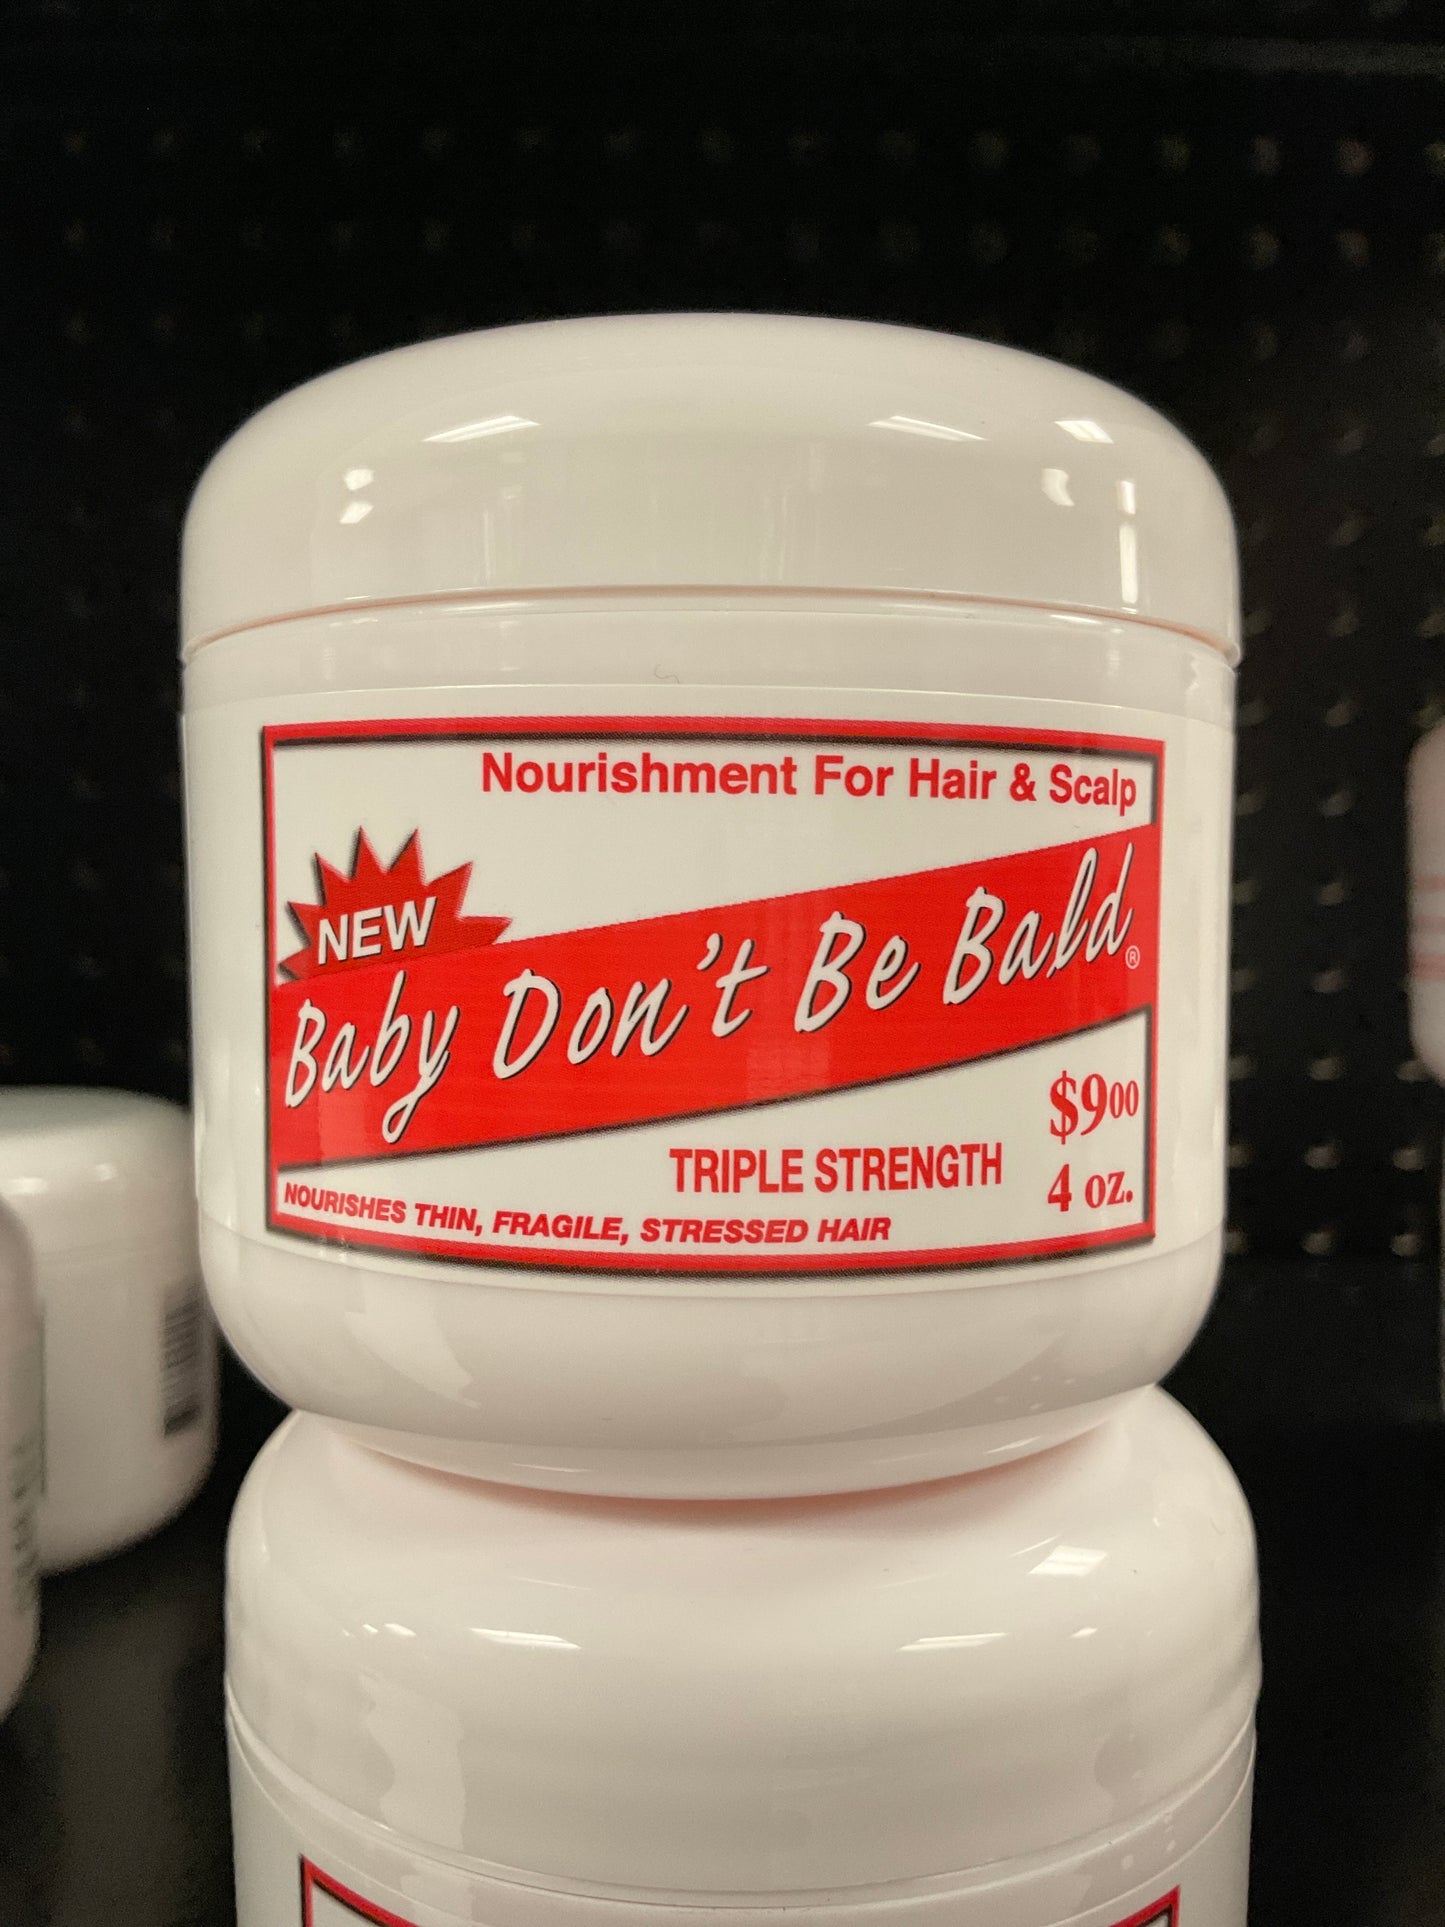 Nourishment For Hair & Scalp
NEW
Baby Don't Be Bald®
$9.00
TRIPLE STRENGTH
4 oz.
NOURISHES THIN, FRAGILE, STRESSED HAIR